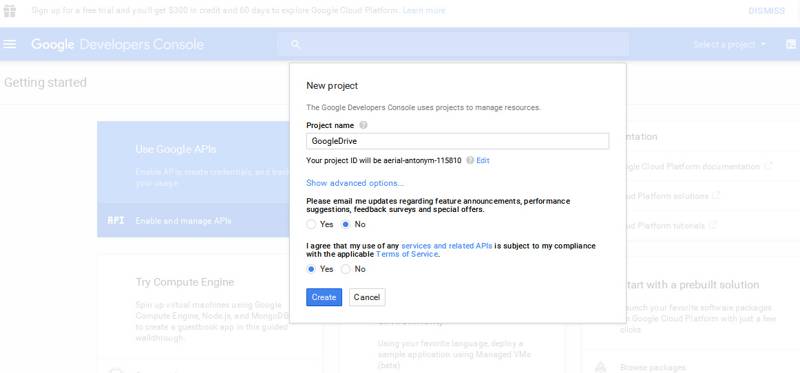 Sign up for a free trial and you'll get $300 in credit and 60 days to explore Google Cloud Platform. Learn more
DISMISS
Google Developers Console
Select a project
Getting started
New project
The Google Developers Console uses projects to manage resources.
Project name
GoogleDrive
Your project ID will be aerial-antonym-115810 Edit
Show advanced options...
Please email me updates regarding feature announcements, performance
suggestions, feedback surveys and special offers.
Yes No
I agree that my use of any services and related APIs is subject to my compliance
with the applicable Terms of Service.
Yes No
Create Cancel
Use Google APIs
Enable APIs, create credentials, and track
your usage
API Enable and manage APIs
Try Compute Engine
Spin up virtual machines using Google
Compute Engine, Node.js, and MongoDB
to create a guestbook app in this guided
walkthrough.
Using your favorite language, deploy a
sample application using Managed VMs
(beta)
entation
Cloud Platform documentation
Platform solutions
Platform tutorials
tart with a prebuilt solution
aunch your favorite software packages
Google Cloud Platform with just a few
clicks
Browse packages